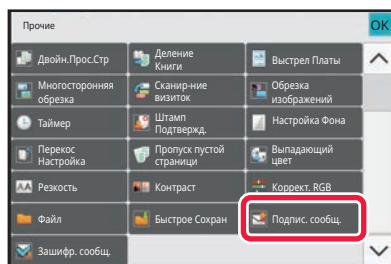 Прочие
OK
Двойн.Прос.Стр
Деление
Книги
Выстрел Платы
Многосторонняя
обрезка
Сканир-ние
визиток
Обрезка
изображений
Таймер
Штамп
Подтвержд.
Настройка Фона
Перекос
Настройка
Пропуск пустой
страници
Выпадающий
цвет
AA
Резкость
Контраст
Коррект. RGB
Файл
Быстрое Сохран
Подпис. сообщ.
Зашифр. сообщ.